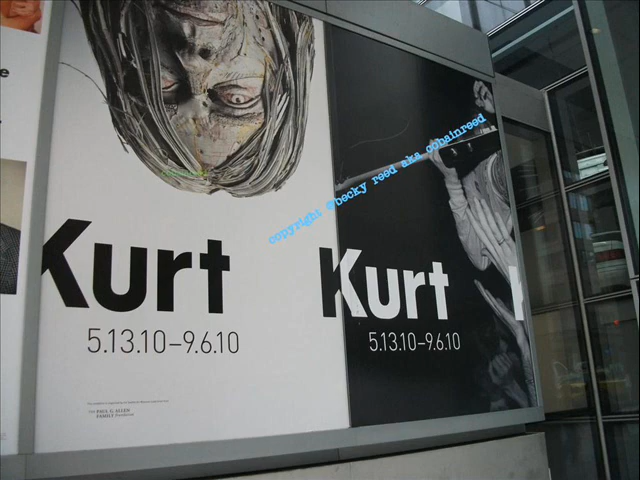 copyright @becky reed aka cobainreed
Kurt
5.13.10–9.6.10
Kurt
5.13.10–9.6.10
THE PAUL G. ALLEN
FAMILY Foundation